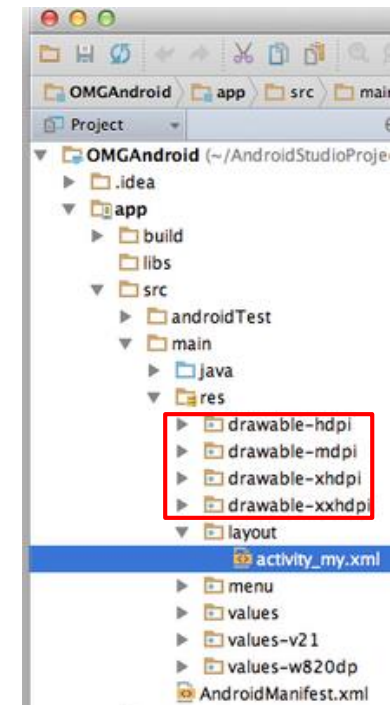 OMGAndroid app src main
Project
OMGAndroid (~/AndroidStudioProje
.idea
app
build
libs
src
androidTest
main
java
res
drawable-hdpi
drawable-mdpi
drawable-xhdpi
drawable-xxhdpi
layout
activity_my.xml
menu
values
values-v21
values-w820dp
AndroidManifest.xml